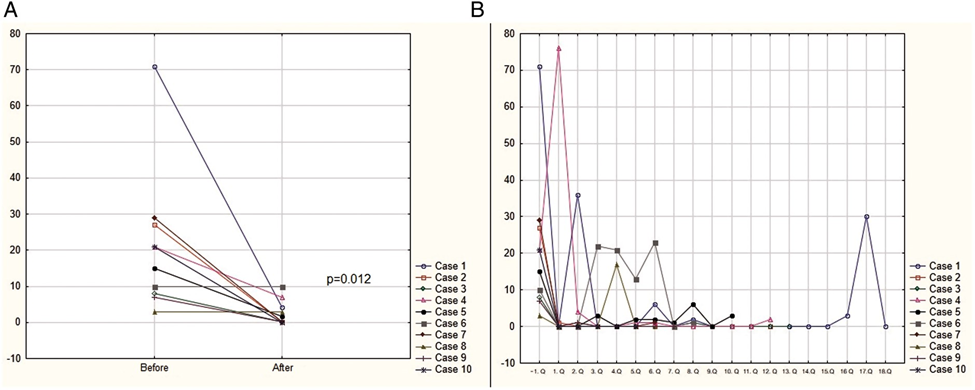 A
80
70
60
50
40
30
20
10
0
-10
Before
After
p=0.012
Case 1
Case 2
Case 3
Case 4
Case 5
Case 6
Case 7
Case 8
Case 9
Case 10
B
80
70
60
50
40
30
20
10
0
-10
-1. Q 1. Q 2. Q 3. Q 4. Q 5. Q 6. Q 7. Q 8. Q 9. Q 10. Q 11. Q 12. Q 13. Q 14. Q 15. Q 16. Q 17. Q 18. Q
Case 1
Case 2
Case 3
Case 4
Case 5
Case 6
Case 7
Case 8
Case 9
Case 10